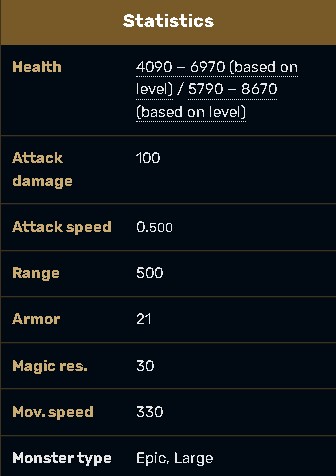 Statistics
Health
4090 – 6970 (based on
level) / 5790 – 8670
(based on level)
Attack
damage
100
Attack speed
0.500
Range
500
Armor
21
Magic res.
30
Mov. speed
330
Monster type
Epic, Large